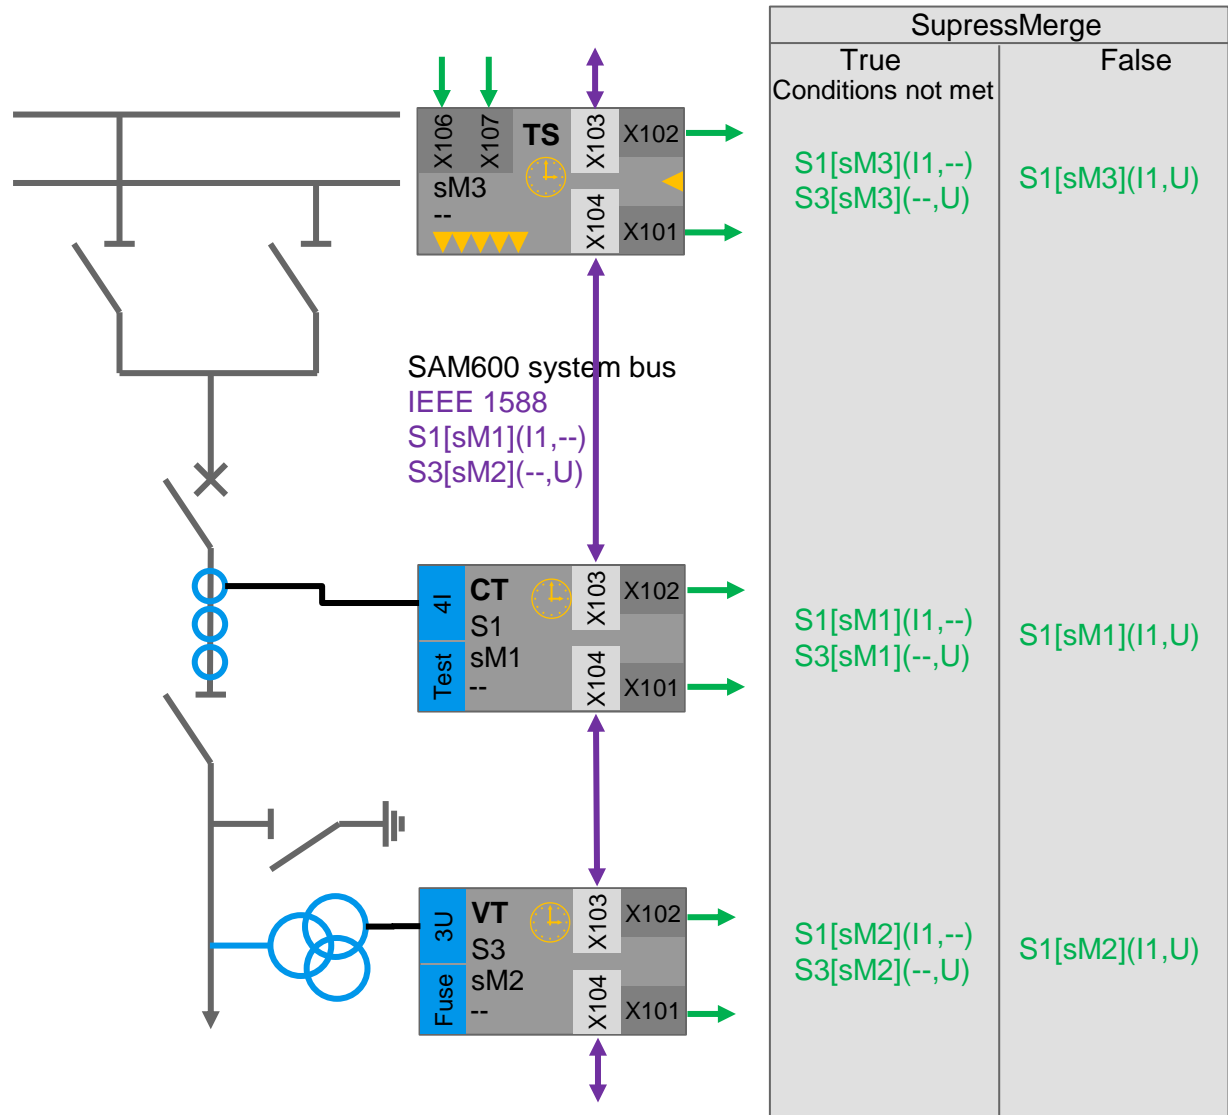 SupressMerge
True
Conditions not met
False
X106
X107
TS
X103
X102
sM3
--
X104
X101
S1[sM3](I1,--)
S3[sM3](--,U)
S1[sM3](I1,U)
SAM600 system bus
IEEE 1588
S1[sM1](I1,--)
S3[sM2](--,U)
4I
CT
X103
X102
S1
Test
sM1
--
X104
X101
S1[sM1](I1,--)
S3[sM1](--,U)
S1[sM1](I1,U)
3U
VT
X103
X102
S3
Fuse
sM2
--
X104
X101
S1[sM2](I1,--)
S3[sM2](--,U)
S1[sM2](I1,U)